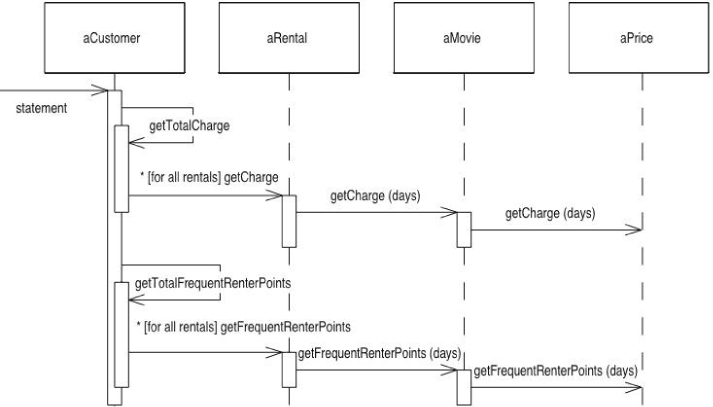 aCustomer
aRental
aMovie
aPrice
statement
getTotalCharge
* [for all rentals] getCharge
getCharge (days)
getCharge (days)
getTotalFrequentRenterPoints
* [for all rentals] getFrequentRenterPoints
getFrequentRenterPoints (days)
getFrequentRenterPoints (days)